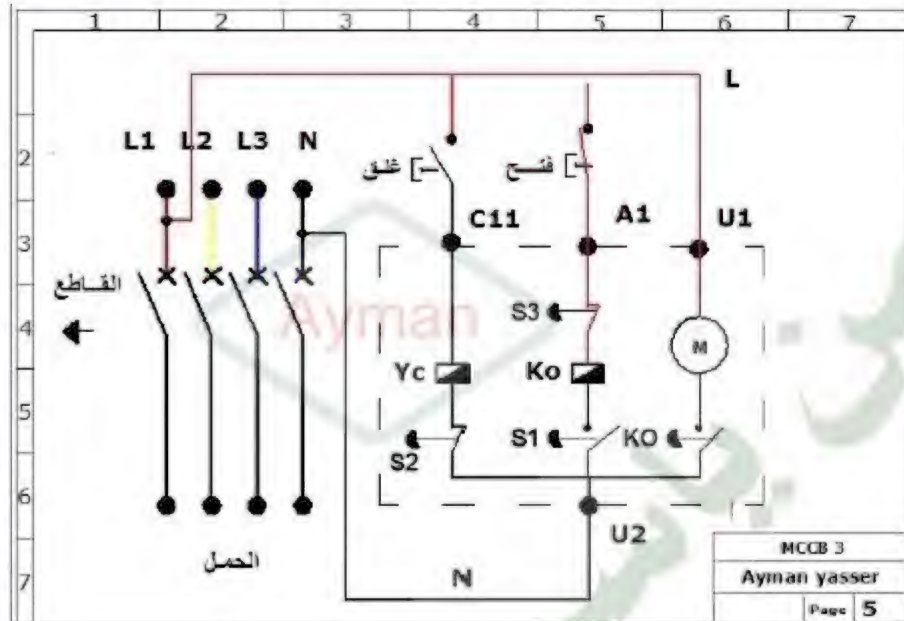 1 2 3 4 5 6 7
L
L1 L2 L3 N
2
غلق
فتح
C11 A1 U1
3
القاطع
4
Ayman
S3
M
Yc Ko
5
S2 S1 KO
6
U2
الحمل
N
7
MCCB 3
Ayman yasser
Page 5